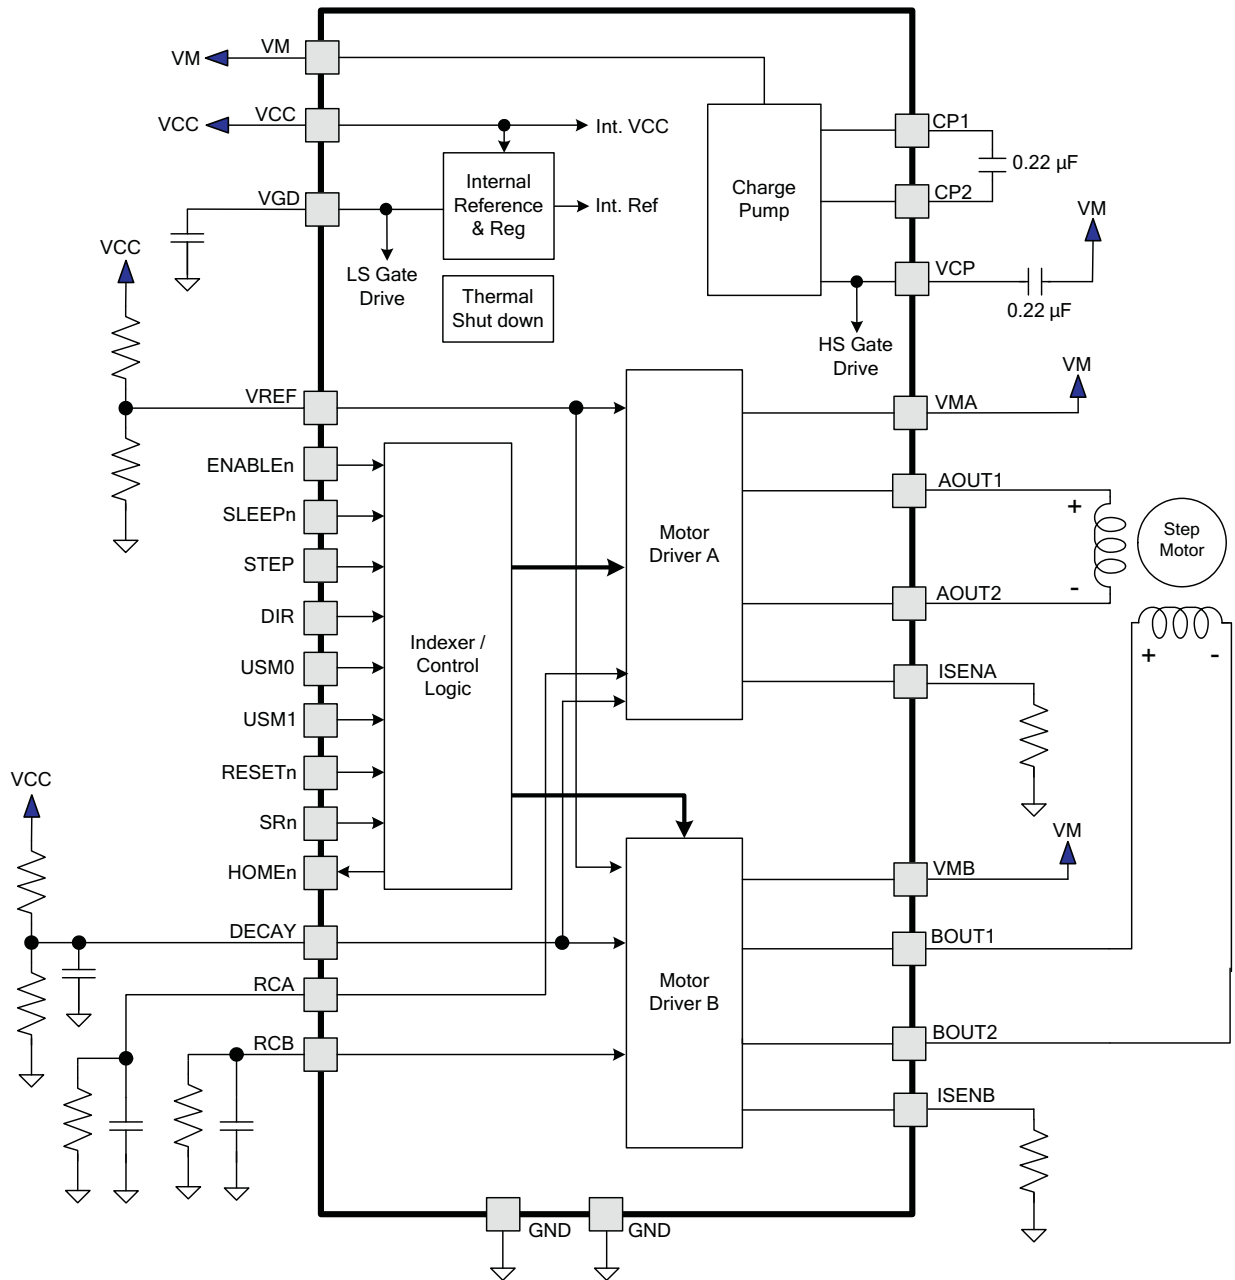 VM
VM
VCC
VCC
Int. VCC
CP1
0.22 µF
Charge
Pump
CP2
VGD
Internal
Reference
& Reg
Int. Ref
VM
VCC
LS Gate
Drive
VCP
Thermal
Shut down
0.22 µF
HS Gate
Drive
VM
VREF
VMA
ENABLEn
AOUT1
SLEEPn
+
Motor
Driver A
Step
Motor
STEP
-
AOUT2
DIR
Indexer /
Control
Logic
USM0
+
-
ISENA
USM1
RESETn
VCC
SRn
VM
HOMEn
VMB
DECAY
BOUT1
RCA
Motor
Driver B
RCB
BOUT2
ISENB
GND
GND